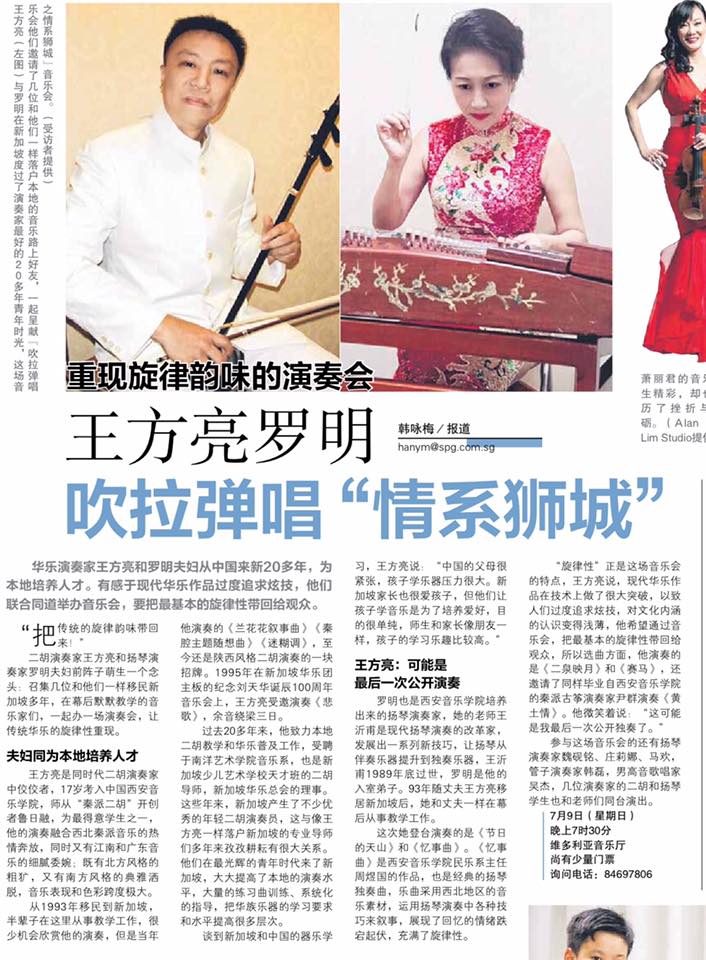 王方亮（左图）与罗明在新加坡度过了演奏家最好的20多年青年时光，这场音
乐会他们邀请了几位和他们一样落户本地的音乐路上好友，一起呈献「吹拉弹唱
之情系狮城」音乐会。（受访者提供）
萧丽君的音乐
生精彩，却也
历了挫折与
砺。（Alan
Lim Studio提供
重现旋律韵味的演奏会
王方亮罗明
韩咏梅／报道
hanym@spg.com.sg
吹拉弹唱“情系狮城”
华乐演奏家王方亮和罗明夫妇从中国来新20多年，为
本地培养人才。有感于现代华乐作品过度追求炫技，他们
联合同道举办音乐会，要把最基本的旋律性带回给观众。
“把传统的旋律韵味带回
来！”
二胡演奏家王方亮和扬琴演
奏家罗明夫妇前阵子萌生一个念
头：召集几位和他们一样移民新
加坡多年，在幕后默默教学的音
乐家们，一起办一场演奏会，让
传统华乐的旋律性重现。
夫妇同为本地培养人才
王方亮是同时代二胡演奏家
中佼佼者，17岁考入中国西安音
乐学院，师从“秦派二胡”开创
者鲁日融，为最得意学生之一，
他的演奏融合西北秦派音乐的热
情奔放，同时又有江南和广东音
乐的细腻委婉；既有北方风格的
粗犷，又有南方风格的典雅洒
脱，音乐表现和色彩跨度极大。
从1993年移民到新加坡，
半辈子在这里从事教学工作，很
少机会欣赏他的演奏，但是当年
他演奏的《兰花花叙事曲》《秦
腔主题随想曲》《迷糊调》，至
今还是陕西风格二胡演奏的一块
招牌。1995年在新加坡华乐团
主板的纪念刘天华诞辰100周年
音乐会上，王方亮受邀演奏《悲
歌》，余音绕梁三日。
过去20多年来，他致力本地
二胡教学和华乐普及工作，受聘
于南洋艺术学院音乐系，也是新
加坡少儿艺术学校天才班的二胡
导师，新加坡华乐总会的理事。
这些年来，新加坡产生了不少优
秀的年轻二胡演奏员，这与像王
方亮一样落户新加坡的专业导师
们多年来孜孜耕耘有很大关系。
他们在最光辉的青年时代来了新
加坡，大大提高了本地的演奏水
平，大量的练习曲训练、系统化
的指导，把华族乐器的学习要求
和水平提高很多层次。
谈到新加坡和中国的器乐学
习，王方亮说：“中国的父母很
紧张，孩子学乐器压力很大。新
加坡家长也很爱孩子，但他们让
孩子学音乐是为了培养爱好，目
的很单纯，师生和家长像朋友一
样，孩子的学习乐趣比较高。”
王方亮：可能是
最后一次公开演奏
罗明也是西安音乐学院培养
出来的扬琴演奏家，她的老师王
沂甫是现代扬琴演奏的改革家，
发展出一系列新技巧，让扬琴从
伴奏乐器提升到独奏乐器，王沂
甫1989年底过世，罗明是他的
入室弟子。93年随丈夫王方亮移
居新加坡后，她和丈夫一样在幕
后从事教学工作。
这次她登台演奏的是《节日
的天山》和《忆事曲》。《忆事
曲》是西安音乐学院民乐系主任
周煜国的作品，也是经典的扬琴
独奏曲，乐曲采用西北地区的音
乐素材，运用扬琴演奏中各种技
巧来叙事，展现了回忆的情绪跌
宕起伏，充满了旋律性。
“旋律性”正是这场音乐会
的特点，王方亮说，现代华乐作
品在技术上做了很大突破，以致
人们过度追求炫技，对文化内涵
的认识变得浅薄，他希望通过音
乐会，把最基本的旋律性带回给
观众，所以选曲方面，他演奏的
是《二泉映月》和《赛马》，还
邀请了同样毕业自西安音乐学院
的秦派古筝演奏家尹群演奏《黄
土情》。他微笑着说：“这可能
是我最后一次公开独奏了。”
参与这场音乐会的还有扬琴
演奏家魏砚铭、庄莉娜、马欢，
管子演奏家韩磊，男高音歌唱家
吴杰，几位演奏家的二胡和扬琴
学生也和老师们同台演出。
7月9日（星期日）
晚上7时30分
维多利亚音乐厅
尚有少量门票
询问电话：84697806